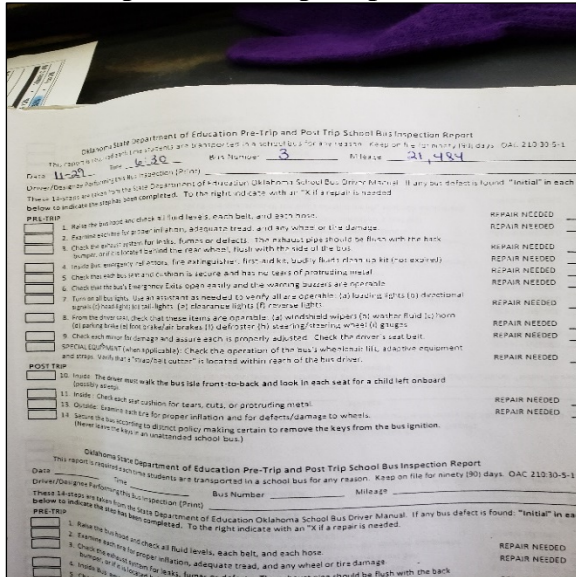 Oklahoma State Department of Education Pre-Trip and Post Trip School Bus Inspection Report
This report is required each time students are transported in a school bus for any reason. Keep on file for ninety (90) days. OAC 210:30-5-1
Date 11-29 Time 6:30 Bus Number 3 Mileage 21,484
Driver/Designee Performing this Bus Inspection (Print)
These 14-steps are taken from the State Department of Education Oklahoma School Bus Driver Manual. If any bus defect is found: "Initial" in each
below to indicate the step has been completed. To the right indicate with an "X if a repair is needed
PRE-TRIP
1. Raise the bus hood and check all fluid levels, each belt, and each hose. REPAIR NEEDED
2. Examine each tire for proper inflation, adequate tread, and any wheel or tire damage. REPAIR NEEDED
3. Check the exhaust system for leaks, fumes or defects. The exhaust pipe should be flush with the back
bumper, or if it is located behind the rear wheel, flush with the side of the bus REPAIR NEEDED
4. Inside Bus: emergency reflectors, fire extinguisher, first aid kit, bodily fluids clean up kit (not expired) REPAIR NEEDED
5. Check that each bus seat and cushion is secure and has no tears or protruding metal REPAIR NEEDED
6. Check that the bus's Emergency Exits open easily and the warning buzzers are operable REPAIR NEEDED
7. Turn on all bus lights. Use an assistant as needed to verify all are operable: (a) loading lights (b) directional
signals (c) head lights (d) tail-lights (e) clearance lights (f) reverse lights REPAIR NEEDED
8. From the driver seat, check that these items are operable: (a) windshield wipers (b) washer fluid (c) horn
(d) parking brake (e) foot brake/air brakes (f) defroster (h) steering/steering wheel (i) gauges REPAIR NEEDED
9. Check each mirror for damage and assure each is properly adjusted. Check the driver's seat belt. REPAIR NEEDED
SPECIAL EQUIPMENT (when applicable): Check the operation of the bus's wheelchair lift, adaptive equipment
and straps. Verify that a "strap/belt cutter" is located within reach of the bus driver. REPAIR NEEDED
POST TRIP
10. Inside: The driver must walk the bus isle front-to-back and look in each seat for a child left onboard
(possibly asleep).
11. Inside: Check each seat cushion for tears, cuts, or protruding metal. REPAIR NEEDED
13. Outside: Examine each tire for proper inflation and for defects/damage to wheels. REPAIR NEEDED
14. Secure the bus according to district policy making certain to remove the keys from the bus ignition.
(Never leave the keys in an unattended school bus.)
Oklahoma State Department of Education Pre-Trip and Post Trip School Bus Inspection Report
This report is required each time students are transported in a school bus for any reason. Keep on file for ninety (90) days. OAC 210:30-5-1
Date Time Bus Number Mileage
Driver/Designee Performing this Bus Inspection (Print)
These 14-steps are taken from the State Department of Education Oklahoma School Bus Driver Manual. If any bus defect is found: "Initial" in ea
below to indicate the step has been completed. To the right indicate with an "X if a repair is needed.
PRE-TRIP
1. Raise the bus hood and check all fluid levels, each belt, and each hose. REPAIR NEEDED
2. Examine each tire for proper inflation, adequate tread, and any wheel or tire damage REPAIR NEEDED
3. Check the exhaust system for leaks, fumes or defects. The exhaust pipe should be flush with the back
bumper, or if it is located
4. Inside Bus: